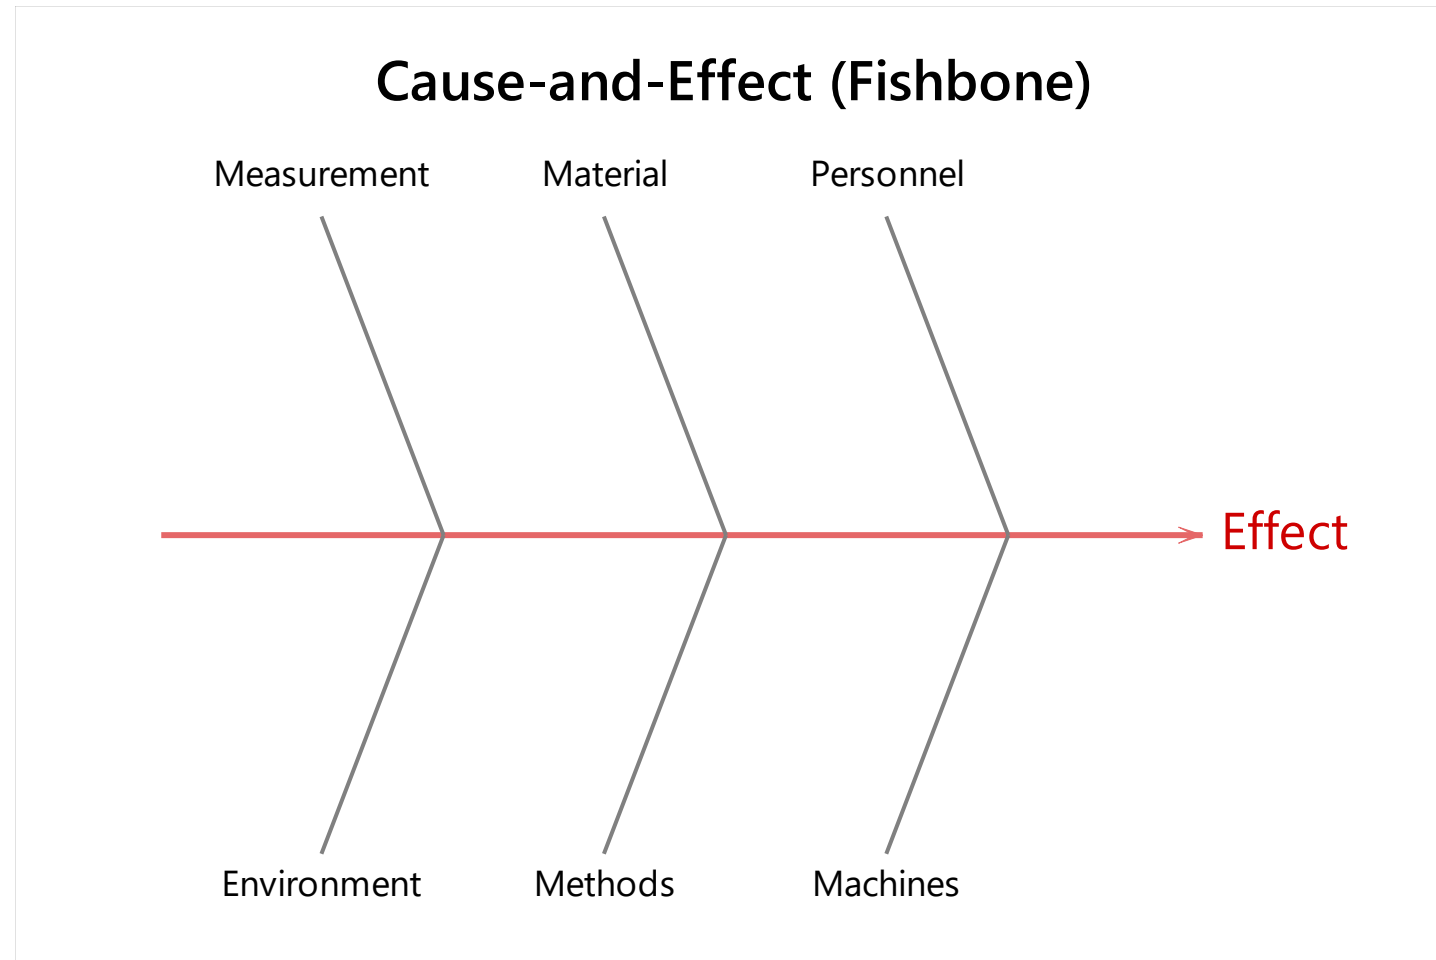 Cause-and-Effect (Fishbone)
Measurement Material Personnel
Effect
Environment Methods Machines